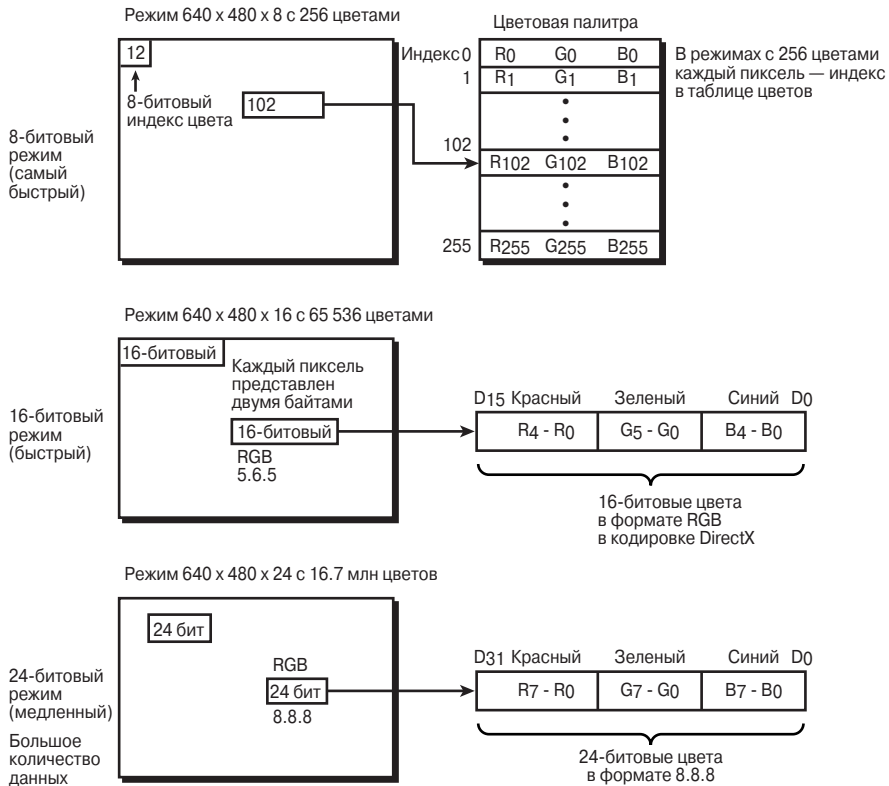 Режим 640 x 480 x 8 с 256 цветами
Цветовая палитра
12
8-битовый
индекс цвета
102
8-битовый
режим
(самый
быстрый)
Индекс 0 R0 G0 B0
1 R1 G1 B1
102
R102 G102 B102
255 R255 G255 B255
В режимах с 256 цветами
каждый пиксель — индекс
в таблице цветов
Режим 640 x 480 x 16 с 65 536 цветами
16-битовый
Каждый пиксель
представлен
двумя байтами
16-битовый
RGB
5.6.5
16-битовый
режим
(быстрый)
D15 Красный Зеленый Синий D0
R4 - R0 G5 - G0 B4 - B0
16-битовые цвета
в формате RGB
в кодировке DirectX
Режим 640 x 480 x 24 с 16.7 млн цветов
24 бит
RGB
24 бит
8.8.8
24-битовый
режим
(медленный)
Большое
количество
данных
D31 Красный Зеленый Синий D0
R7 - R0 G7 - G0 B7 - B0
24-битовые цвета
в формате 8.8.8